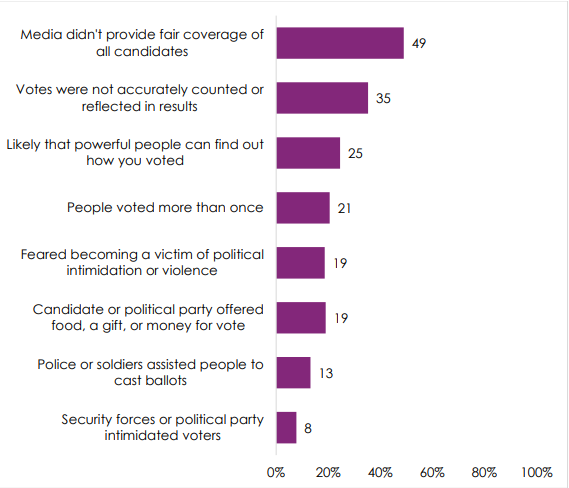 Media didn't provide fair coverage of
all candidates
49
Votes were not accurately counted or
reflected in results
35
Likely that powerful people can find out
how you voted
25
People voted more than once
21
Feared becoming a victim of political
intimidation or violence
19
Candidate or political party offered
food, a gift, or money for vote
19
Police or soldiers assisted people to
cast ballots
13
Security forces or political party
intimidated voters
8
0% 20% 40% 60% 80% 100%